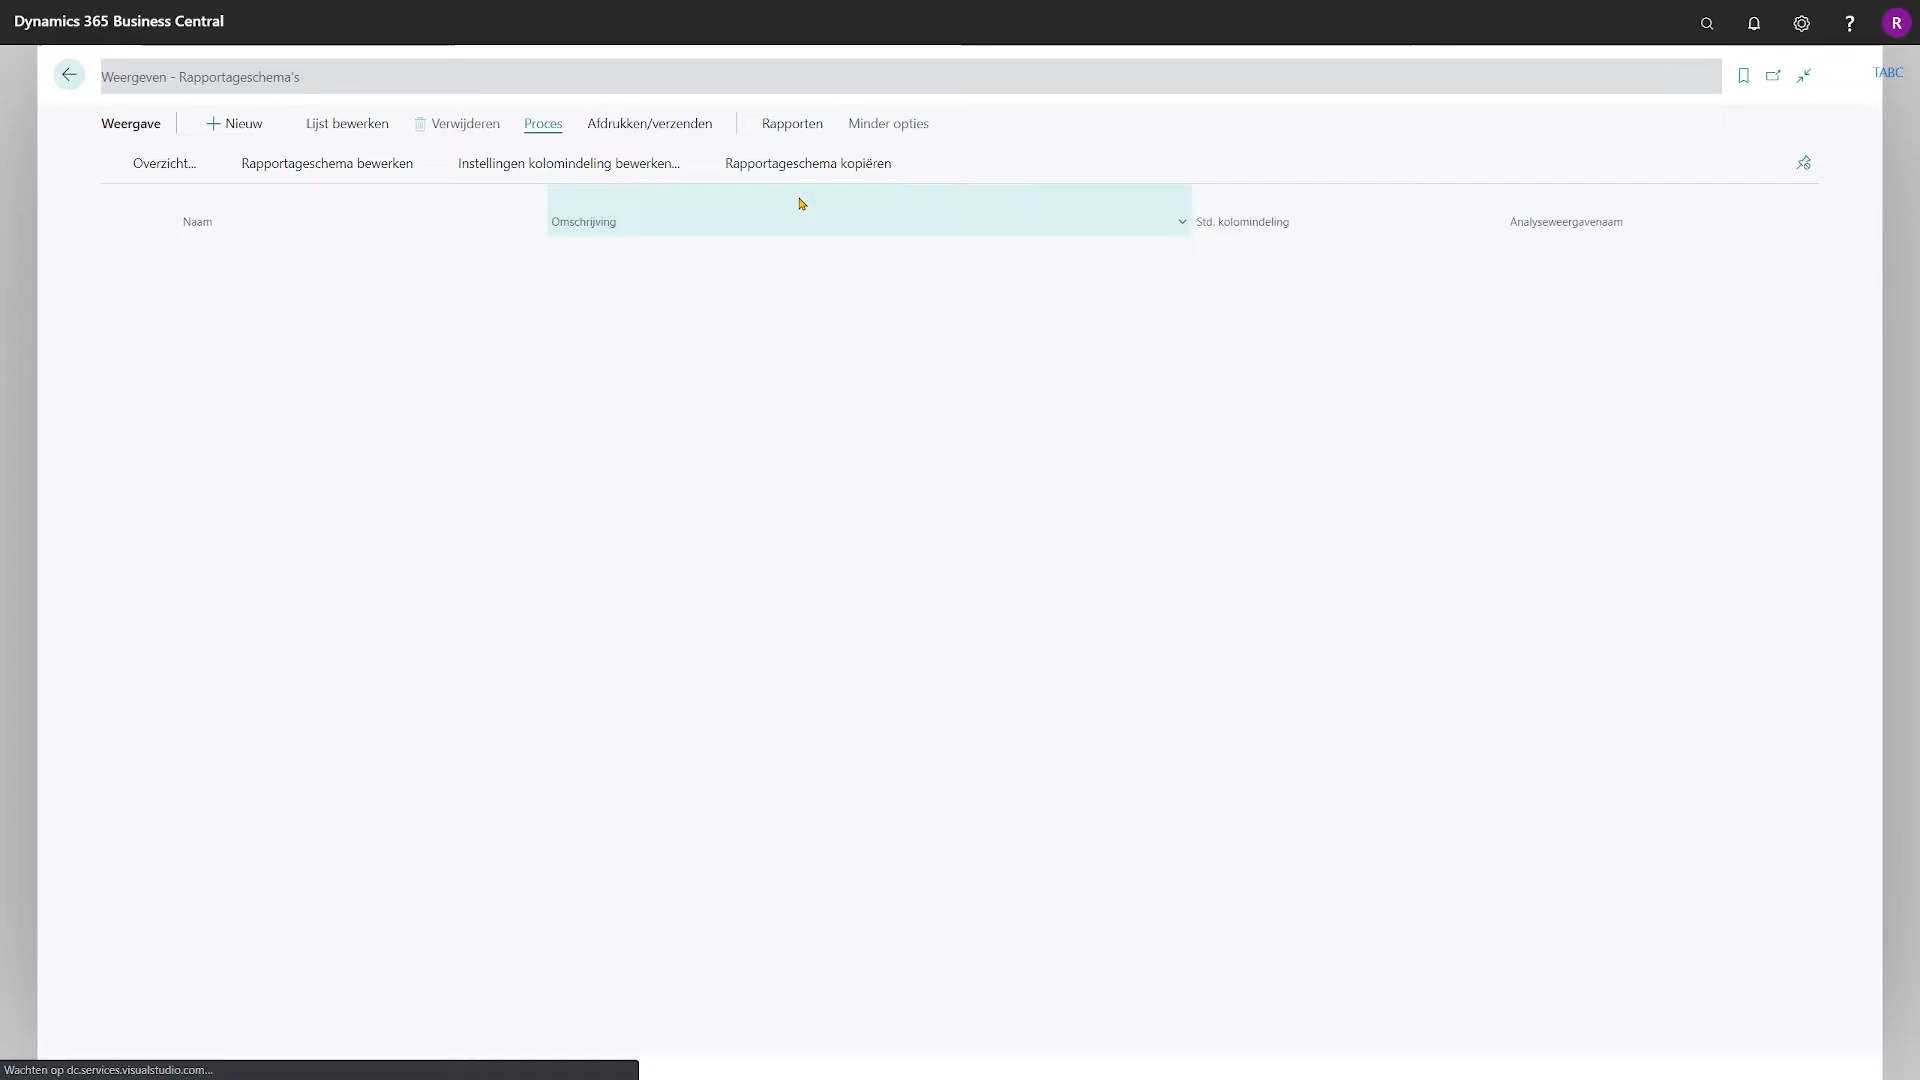 Dynamics 365 Business Central
? R
Weergeven - Rapportageschema's
TABC
Weergave Nieuw Lijst bewerken Verwijderen Proces Afdrukken/verzenden Rapporten Minder opties
Overzicht... Rapportageschema bewerken Instellingen kolomindeling bewerken... Rapportageschema kopiëren
Naam Omschrijving Std. kolomindeling Analyseweergavenaam
Wachten op dc.services.visualstudio.com...